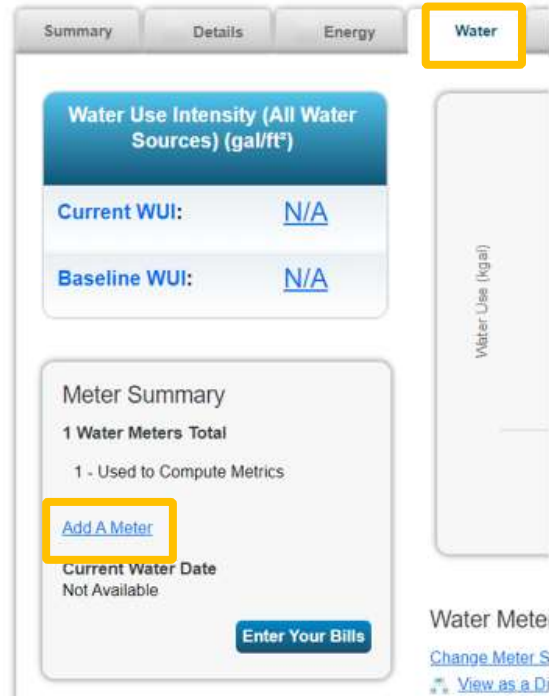 Summary
Details
Energy
Water
Water Use Intensity (All Water
Sources) (gal/ft²)
Current WUI:
N/A
Baseline WUI:
N/A
Meter Summary
1 Water Meters Total
1 - Used to Compute Metrics
Add A Meter
Current Water Date
Not Available
Enter Your Bills
Water Use (kgal)
Water Meter
Change Meter S
View as a Di